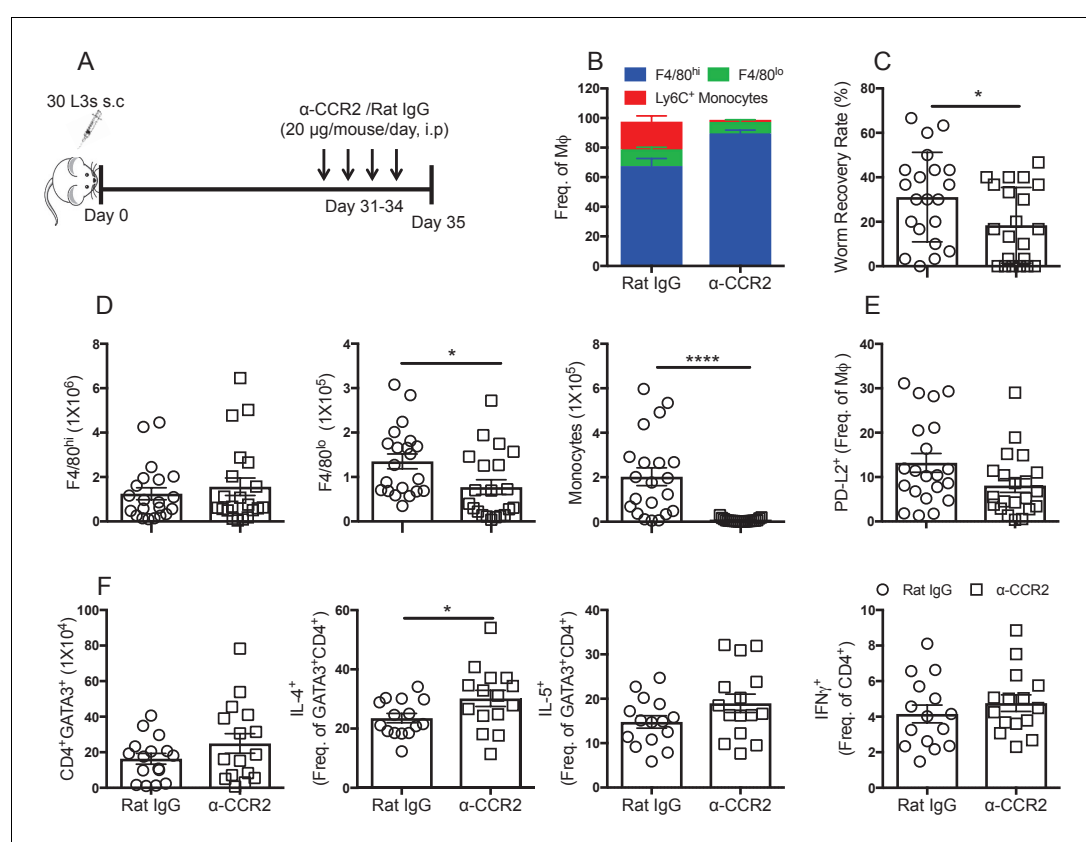 A
30 L3s s.c
α-CCR2 /Rat IgG
(20 µg/mouse/day, i.p)
Day 0
Day 31-34
Day 35
B
F4/80hi
F4/80lo
Ly6C+ Monocytes
Freq. of Mϕ
120
100
80
60
40
20
0
Rat IgG
α-CCR2
C
Worm Recovery Rate (%)
80
60
40
20
0
*
D
F4/80hi (1X10⁶)
8
6
4
2
0
F4/80lo (1X10⁵)
4
3
2
1
0
*
Monocytes (1X10⁵)
8
6
4
2
0
****
E
PD-L2+ (Freq. of Mϕ)
40
30
20
10
0
F
CD4+GATA3+ (1X10⁴)
100
80
60
40
20
0
Rat IgG
α-CCR2
IL-4+
(Freq. of GATA3+CD4+)
60
40
20
0
*
Rat IgG
α-CCR2
IL-5+
(Freq. of GATA3+CD4+)
40
30
20
10
0
Rat IgG
α-CCR2
Rat IgG
α-CCR2
IFNγ+
(Freq. of CD4+)
10
8
6
4
2
0
Rat IgG
α-CCR2